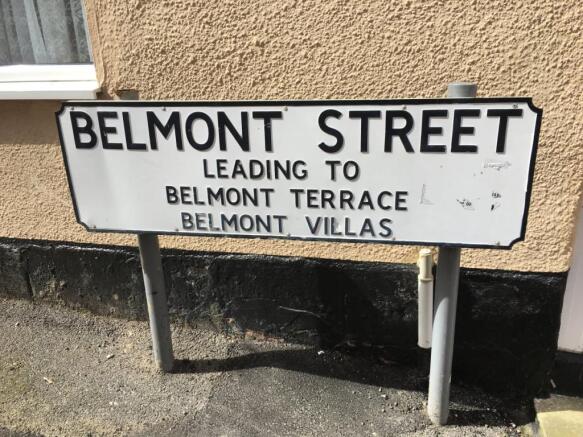 BELMONT STREET
LEADING TO
BELMONT TERRACE
BELMONT VILLAS